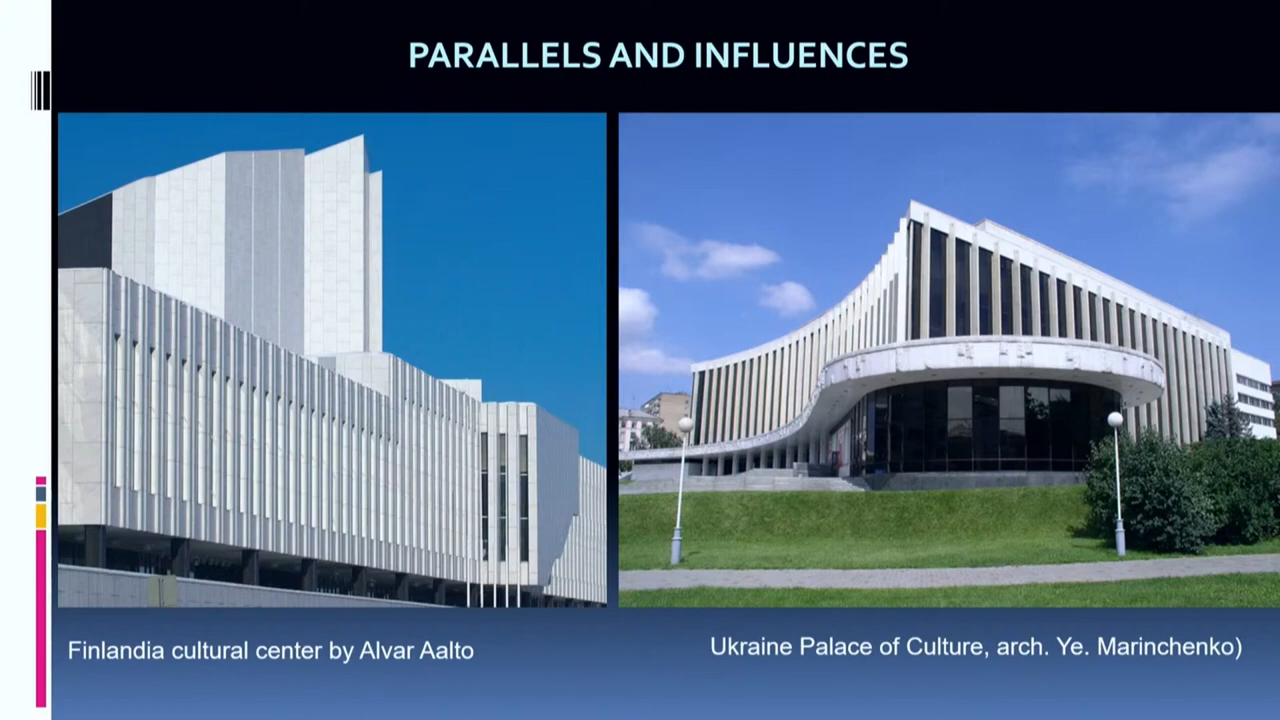 PARALLELS AND INFLUENCES
Finlandia cultural center by Alvar Aalto
Ukraine Palace of Culture, arch. Ye. Marinchenko)